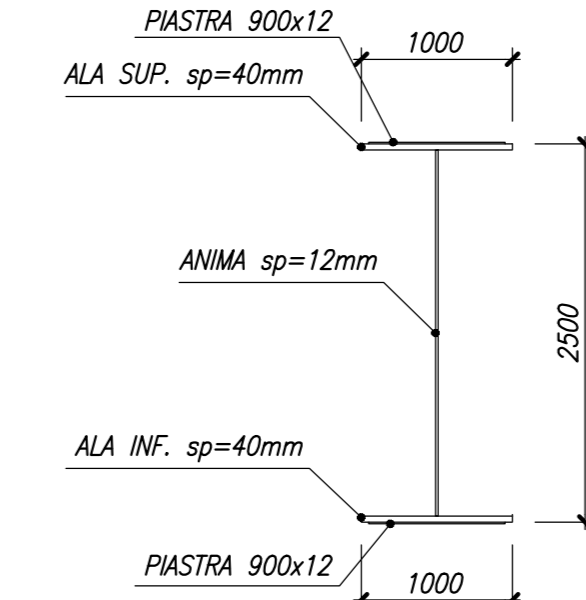 PIASTRA 900x12
1000
ALA SUP. sp=40mm
ANIMA sp=12mm
2500
ALA INF. sp=40mm
PIASTRA 900x12
1000